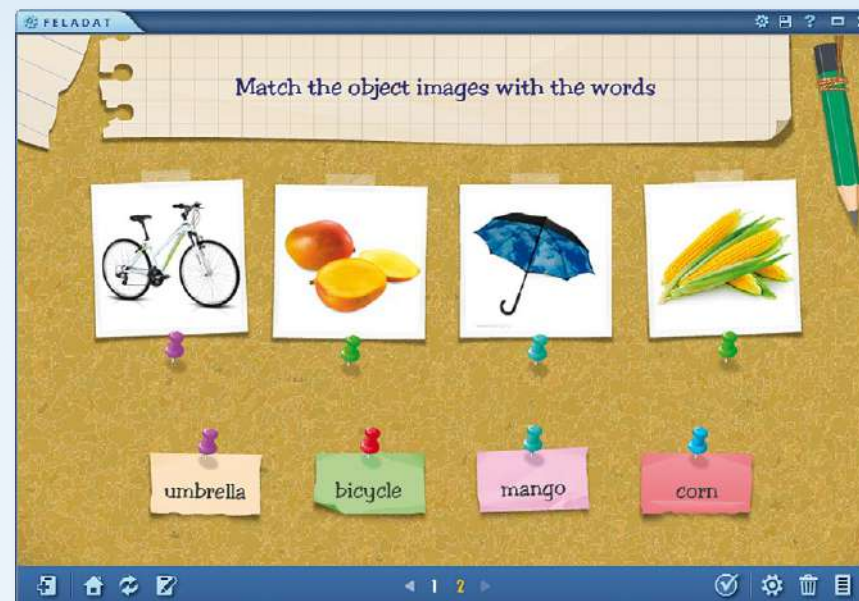 FELADAT
?
Match the object images with the words
umbrella
bicycle
mango
corn
1 2